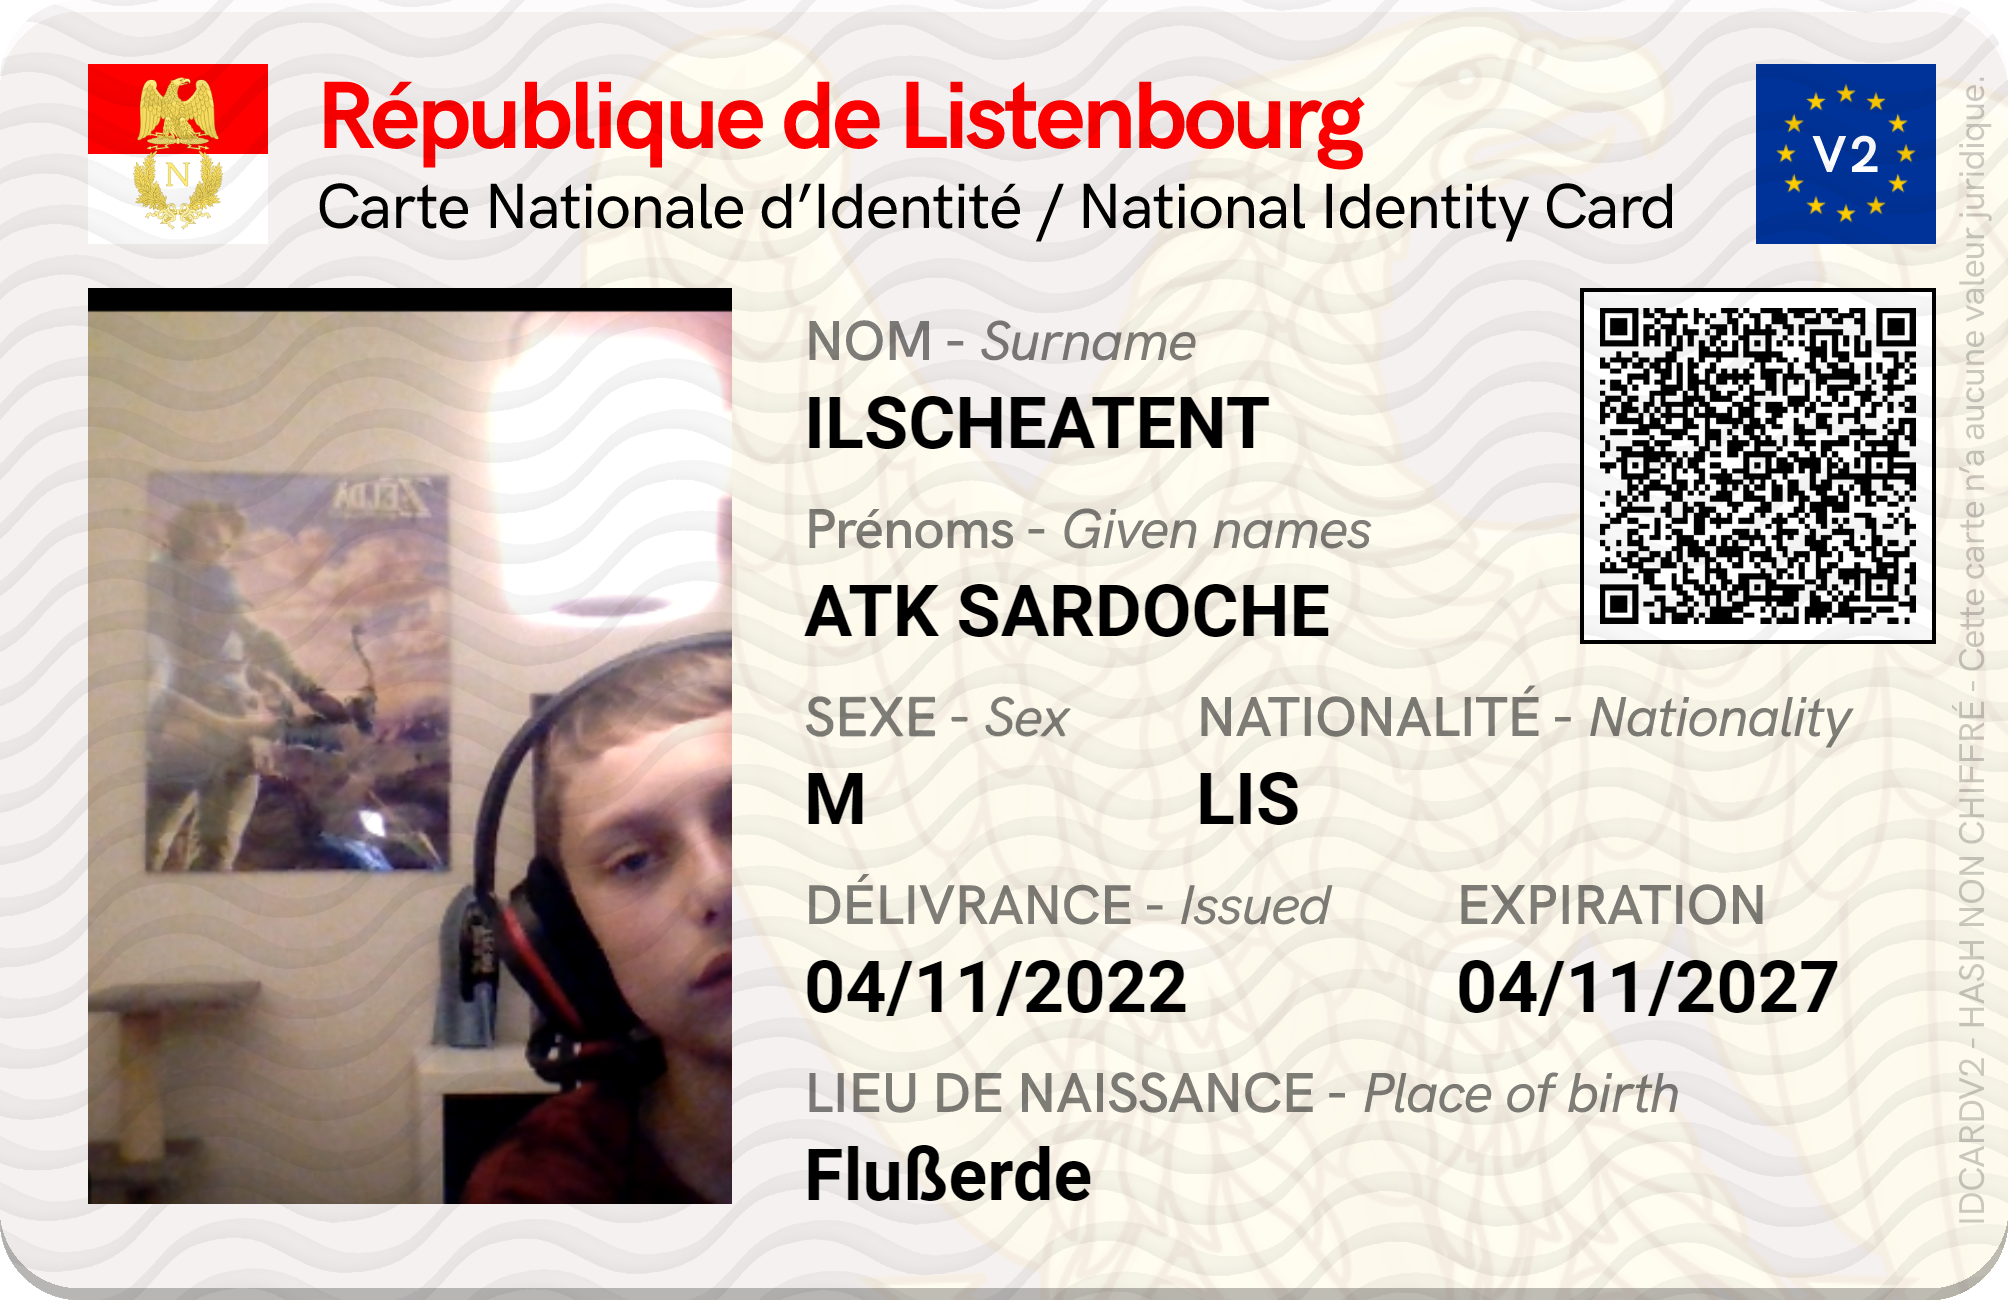 République de Listenbourg
Carte Nationale d'Identité / National Identity Card
N
V2
NOM - Surname
ILSCHEATENT
Prénoms - Given names
ATK SARDOCHE
SEXE - Sex
NATIONALITÉ - Nationality
M
LIS
DÉLIVRANCE - Issued
EXPIRATION
04/11/2022
04/11/2027
LIEU DE NAISSANCE - Place of birth
Flußerde
ZELDA
IDCARDV2 - HASH NON CHIFFRÉ - Cette carte n'a aucune valeur juridique.